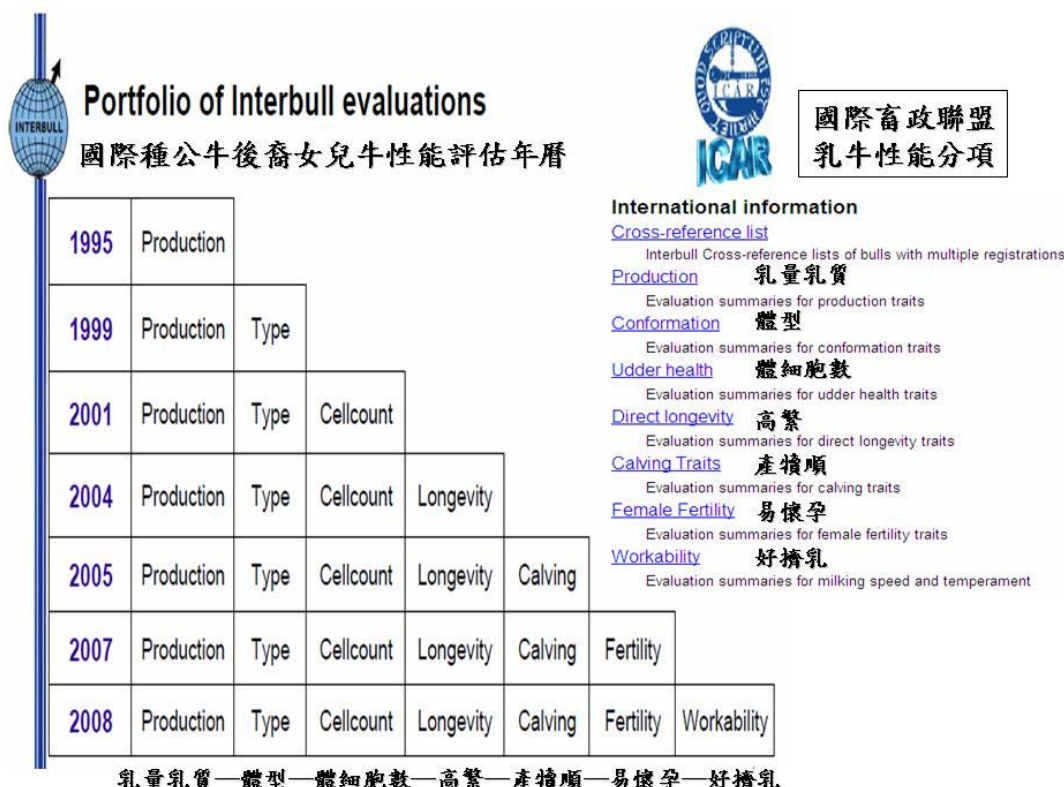 INTERBULL
Portfolio of Interbull evaluations
國際種公牛後裔女兒牛性能評估年曆
QUOD SCRIPTUM EST MANET
ICAR
ICAR
國際畜政聯盟
乳牛性能分項
1995 Production
1999 Production Type
2001 Production Type Cellcount
2004 Production Type Cellcount Longevity
2005 Production Type Cellcount Longevity Calving
2007 Production Type Cellcount Longevity Calving Fertility
2008 Production Type Cellcount Longevity Calving Fertility Workability
乳量乳質—體型—體細胞數—高繁—產犢順—易懷孕—好擠乳
International information
Cross-reference list
Interbull Cross-reference lists of bulls with multiple registrations
Production 乳量乳質
Evaluation summaries for production traits
Conformation 體型
Evaluation summaries for conformation traits
Udder health 體細胞數
Evaluation summaries for udder health traits
Direct longevity 高繁
Evaluation summaries for direct longevity traits
Calving Traits 產犢順
Evaluation summaries for calving traits
Female Fertility 易懷孕
Evaluation summaries for female fertility traits
Workability 好擠乳
Evaluation summaries for milking speed and temperament